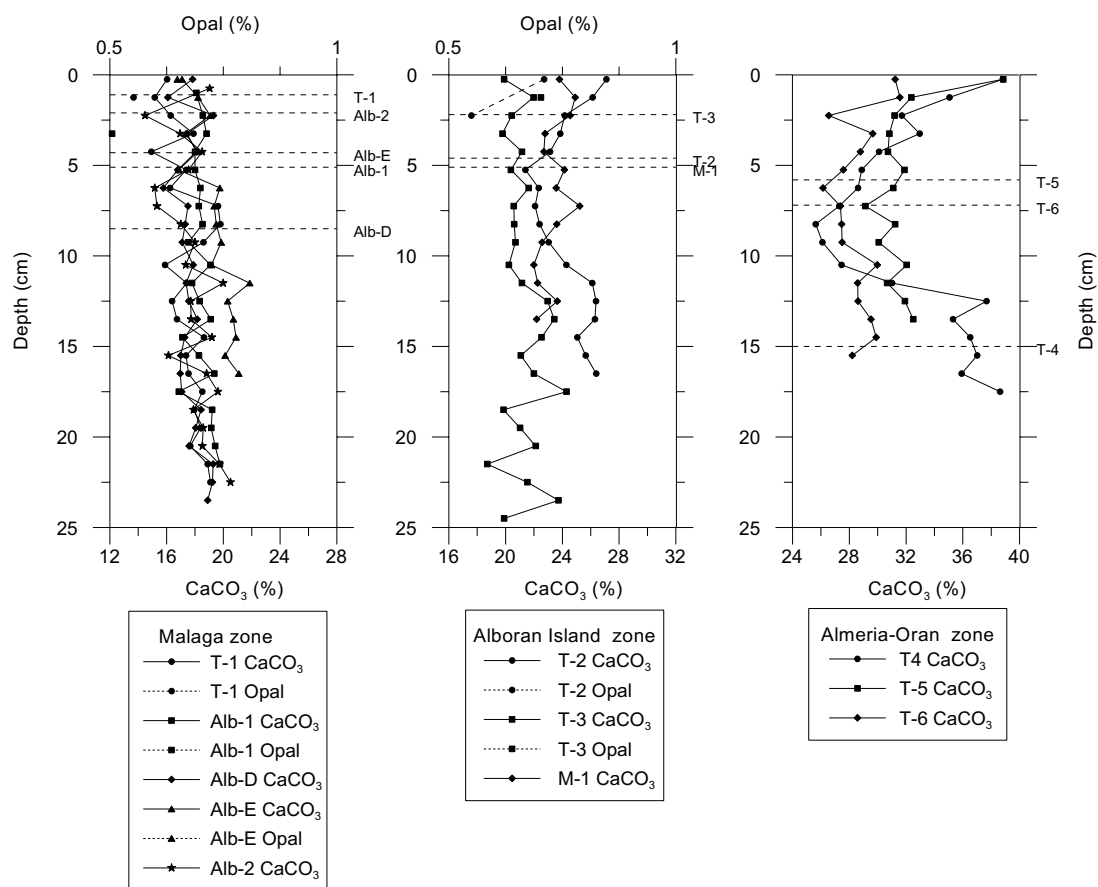 Opal (%)
0.5 1
Opal (%)
0.5 1
0
5
10
15
20
25
Depth (cm)
T-1
Alb-2
Alb-E
Alb-1
Alb-D
12 16 20 24 28
CaCO₃ (%)
T-3
T-2
M-1
16 20 24 28 32
CaCO₃ (%)
0
5
10
15
20
25
Depth (cm)
T-5
T-6
T-4
24 28 32 36 40
CaCO₃ (%)
Malaga zone
T-1 CaCO₃
T-1 Opal
Alb-1 CaCO₃
Alb-1 Opal
Alb-D CaCO₃
Alb-E CaCO₃
Alb-E Opal
Alb-2 CaCO₃
Alboran Island zone
T-2 CaCO₃
T-2 Opal
T-3 CaCO₃
T-3 Opal
M-1 CaCO₃
Almeria-Oran zone
T4 CaCO₃
T-5 CaCO₃
T-6 CaCO₃